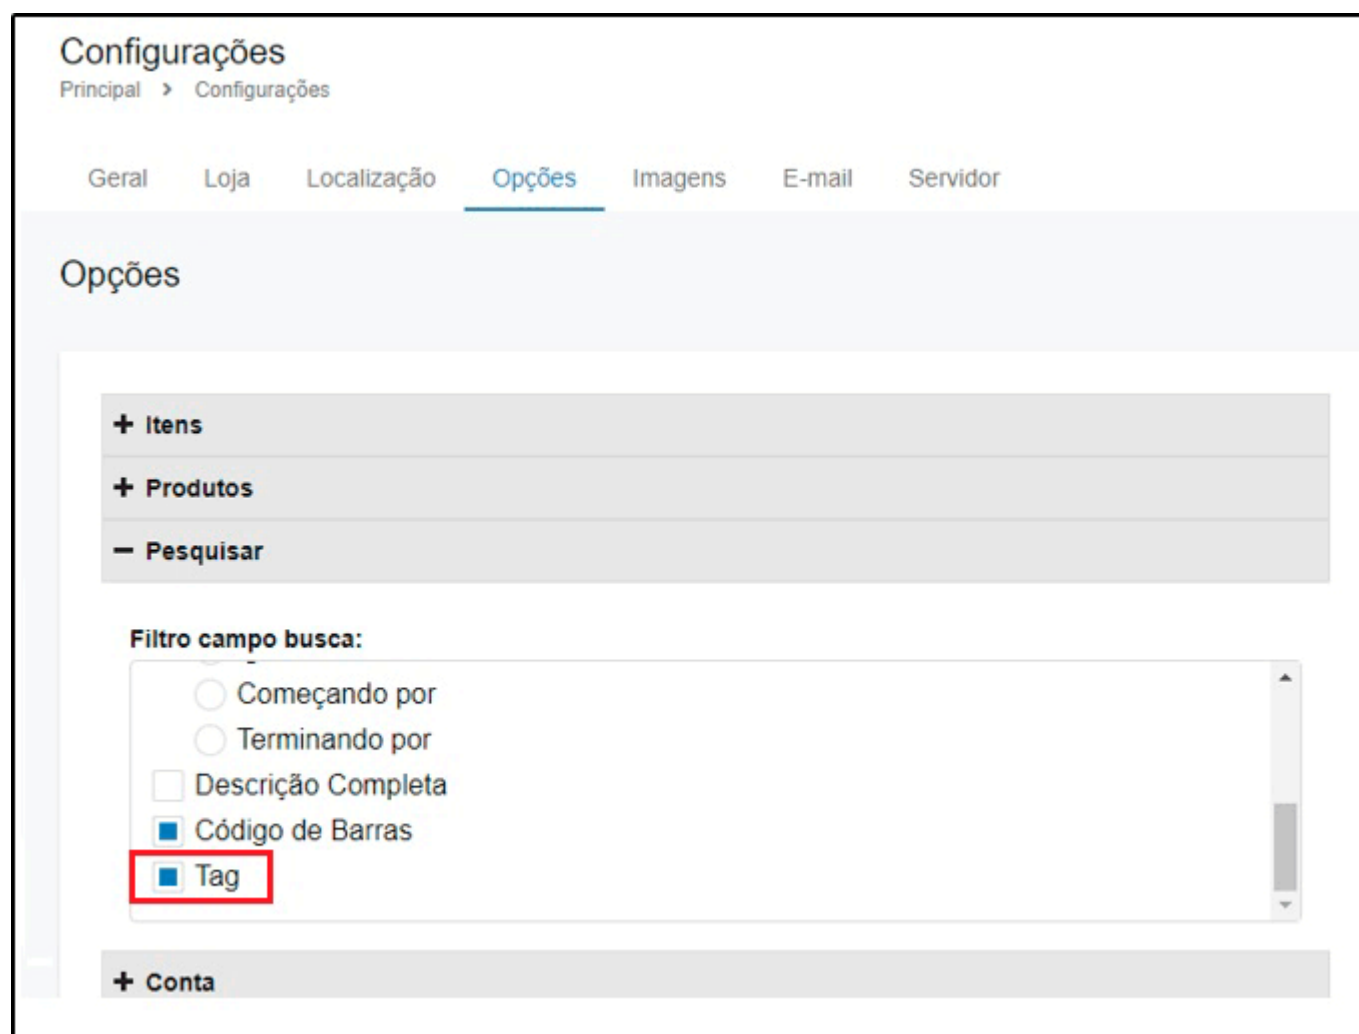 Configurações
Principal > Configurações
Geral Loja Localização Opções Imagens E-mail Servidor
Opções
+ Itens
+ Produtos
− Pesquisar
Filtro campo busca:
Começando por
Terminando por
Descrição Completa
Código de Barras
Tag
+ Conta